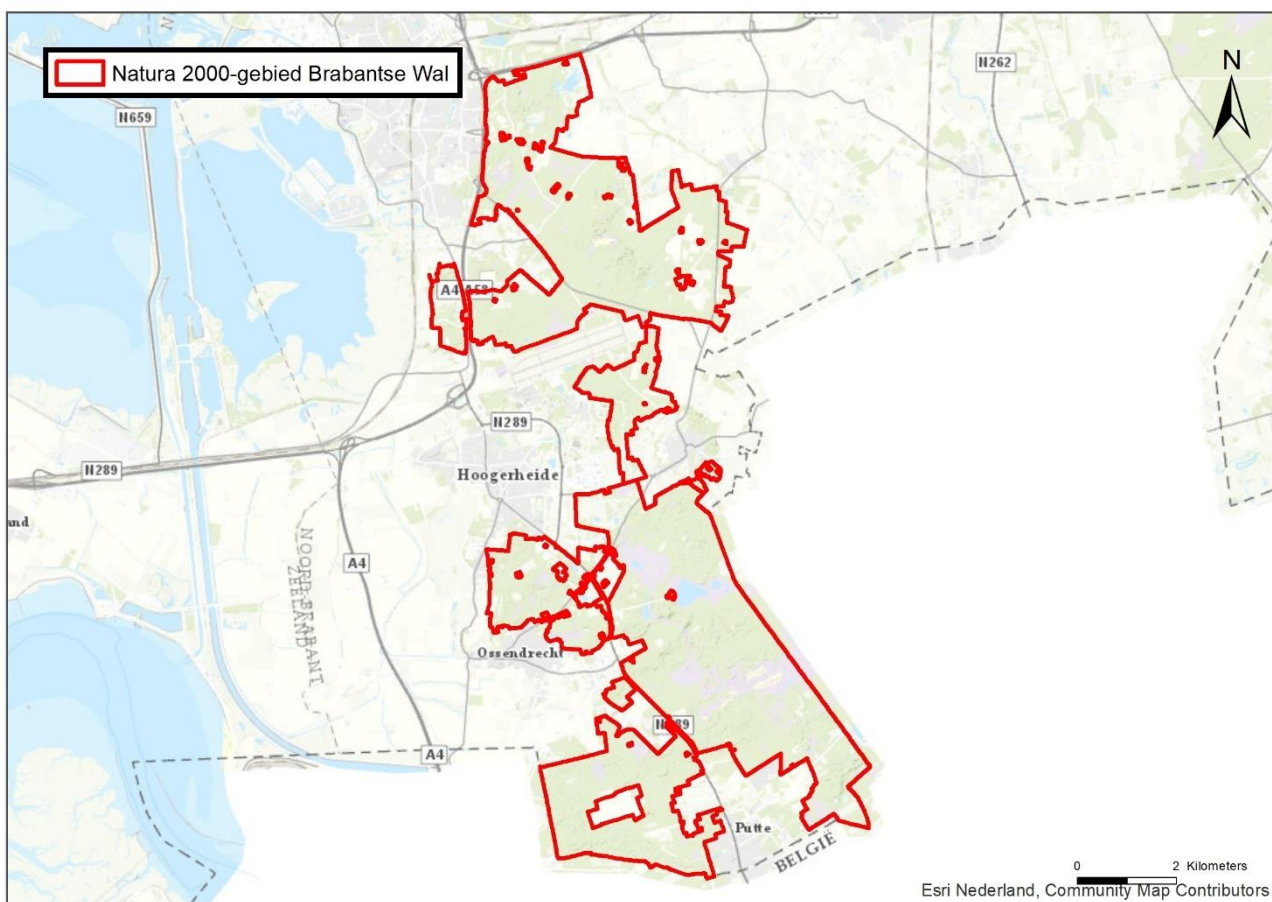 Natura 2000-gebied Brabantse Wal
N
N262
N659
A4 A58
N289
Hoogerheide
N289
A4
NOORD-BRABANT
ZEELAND
Ossendrecht
A4
Putte
BELGIË
0 2 Kilometers
Esri Nederland, Community Map Contributors